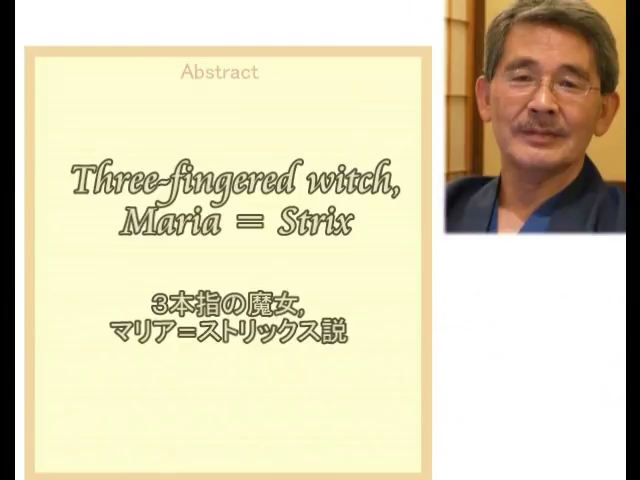 Abstract
Three-fingered witch,
Maria = Strix
3本指の魔女,
マリア=ストリックス説